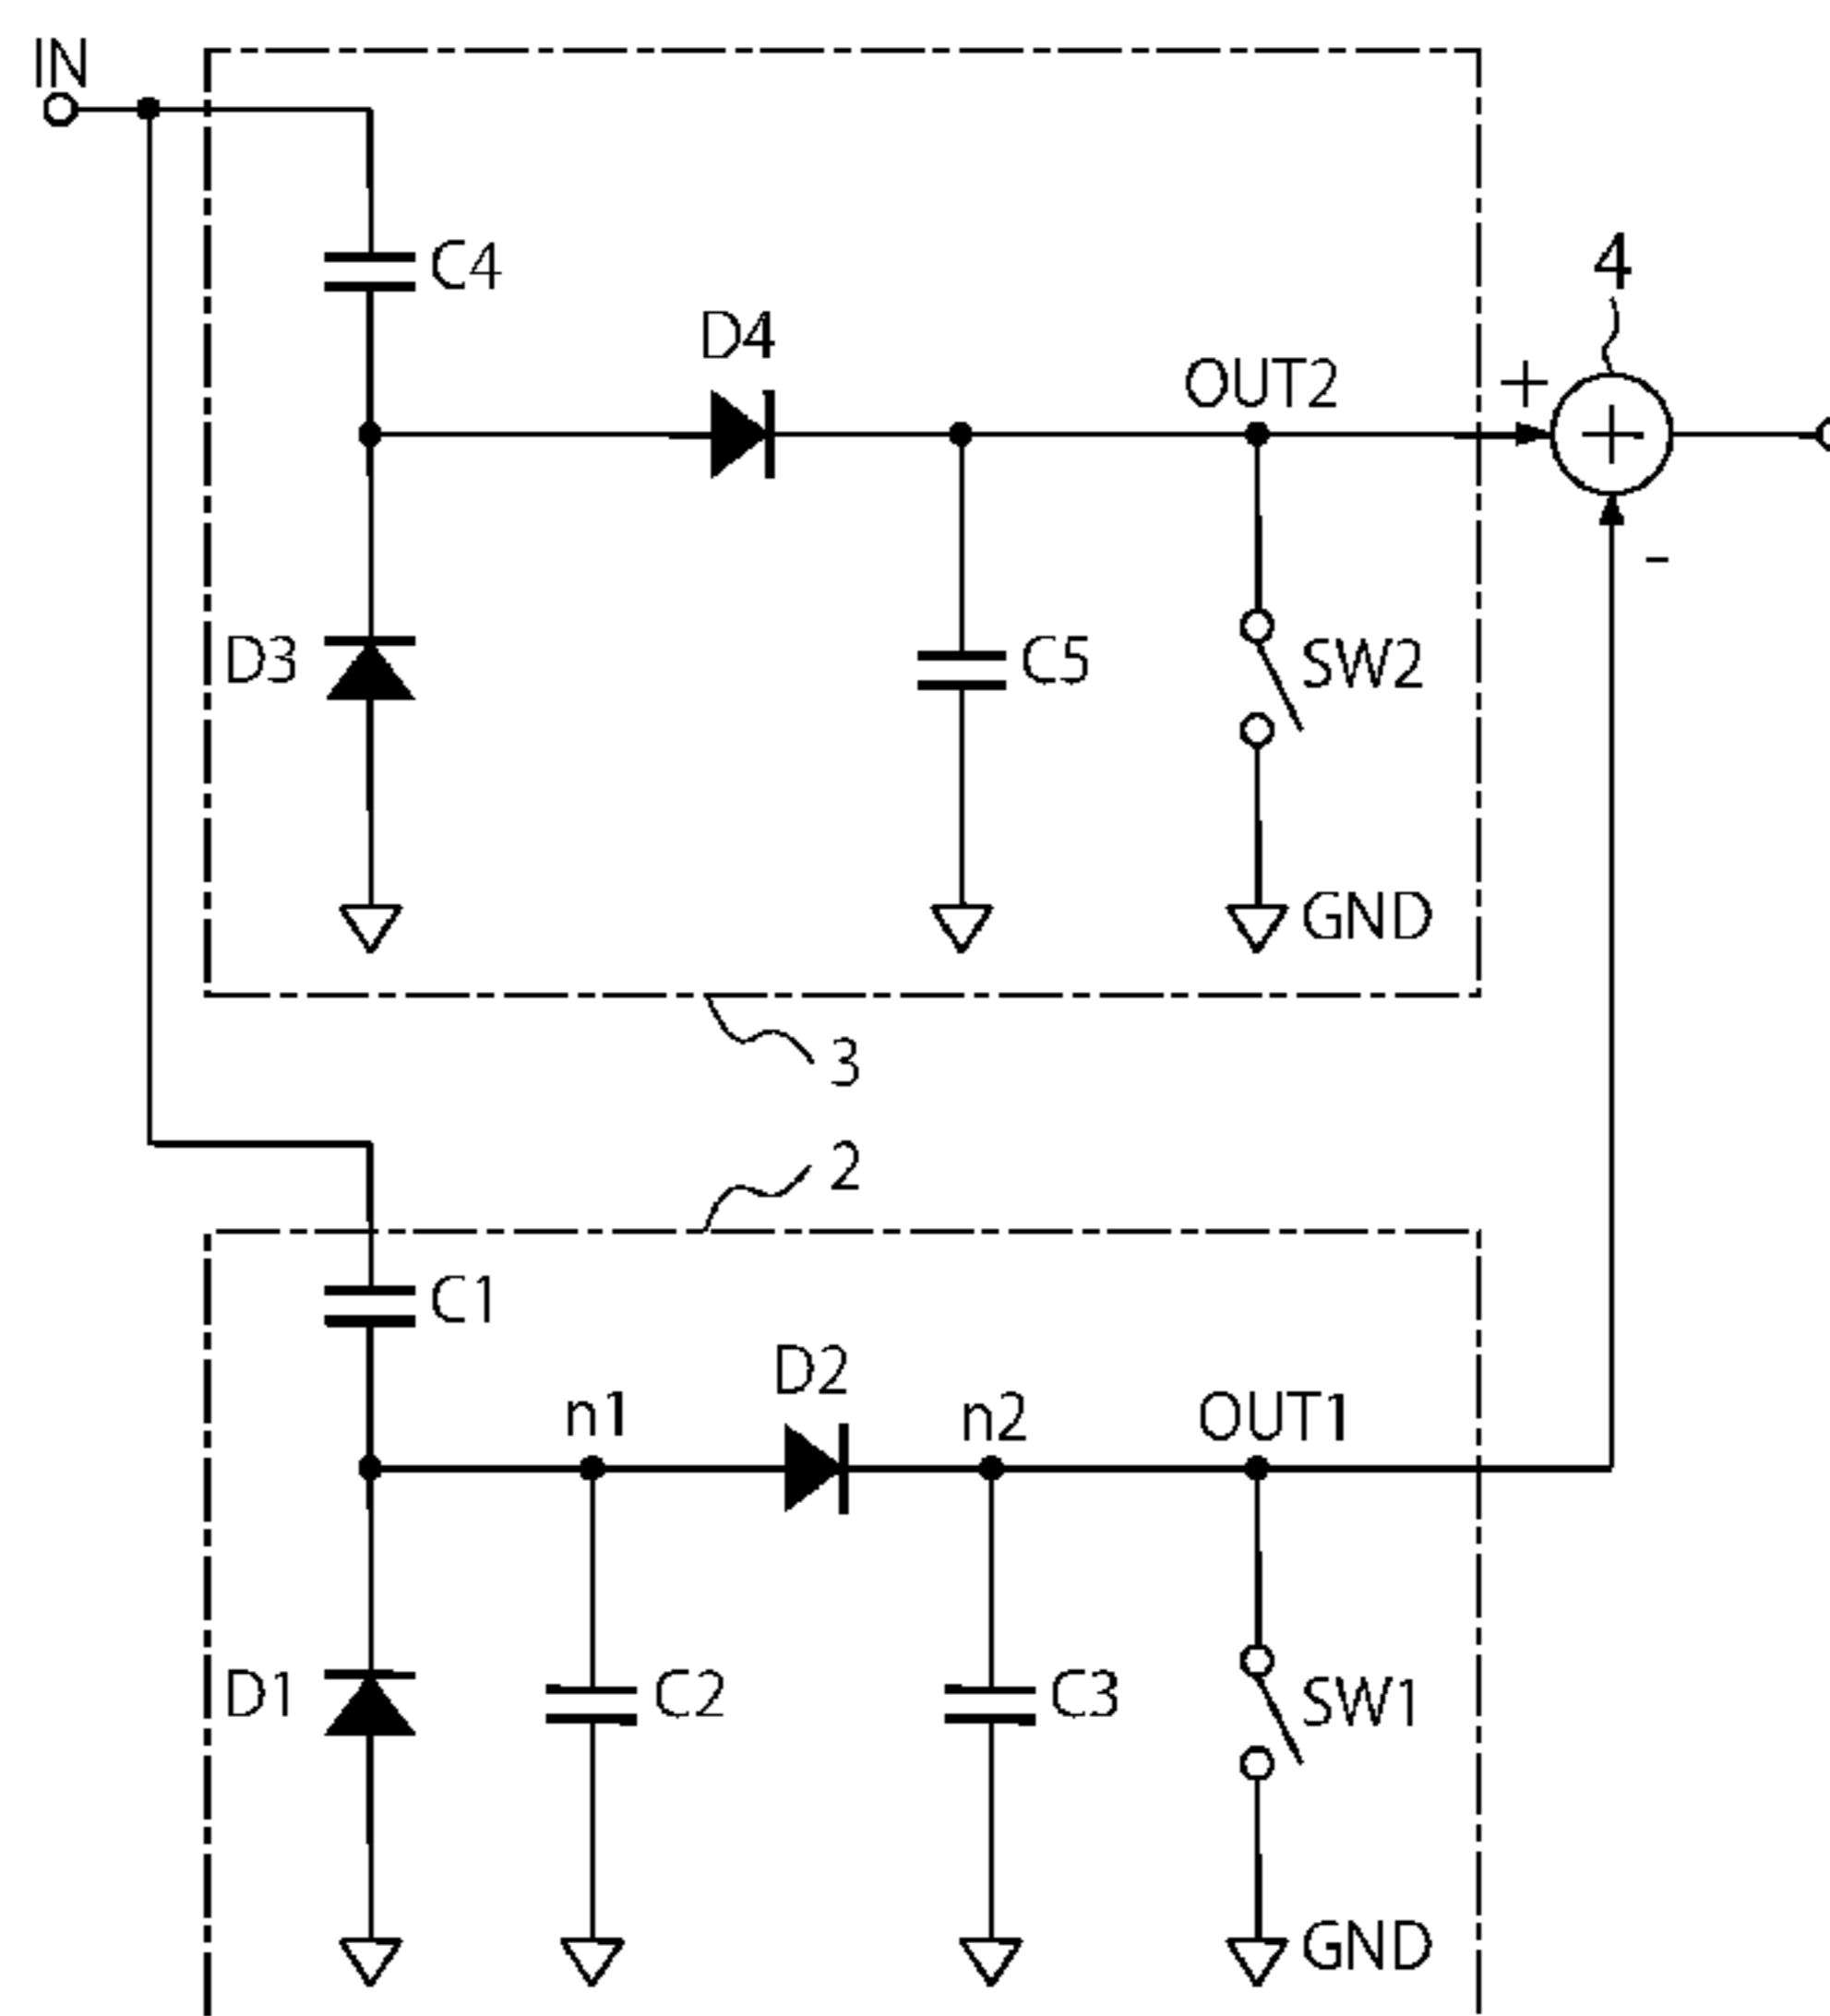 IN
C4
4
D4
OUT2
+
+
-
D3
C5
SW2
GND
3
2
C1
D2
n1
n2
OUT1
D1
C2
C3
SW1
GND